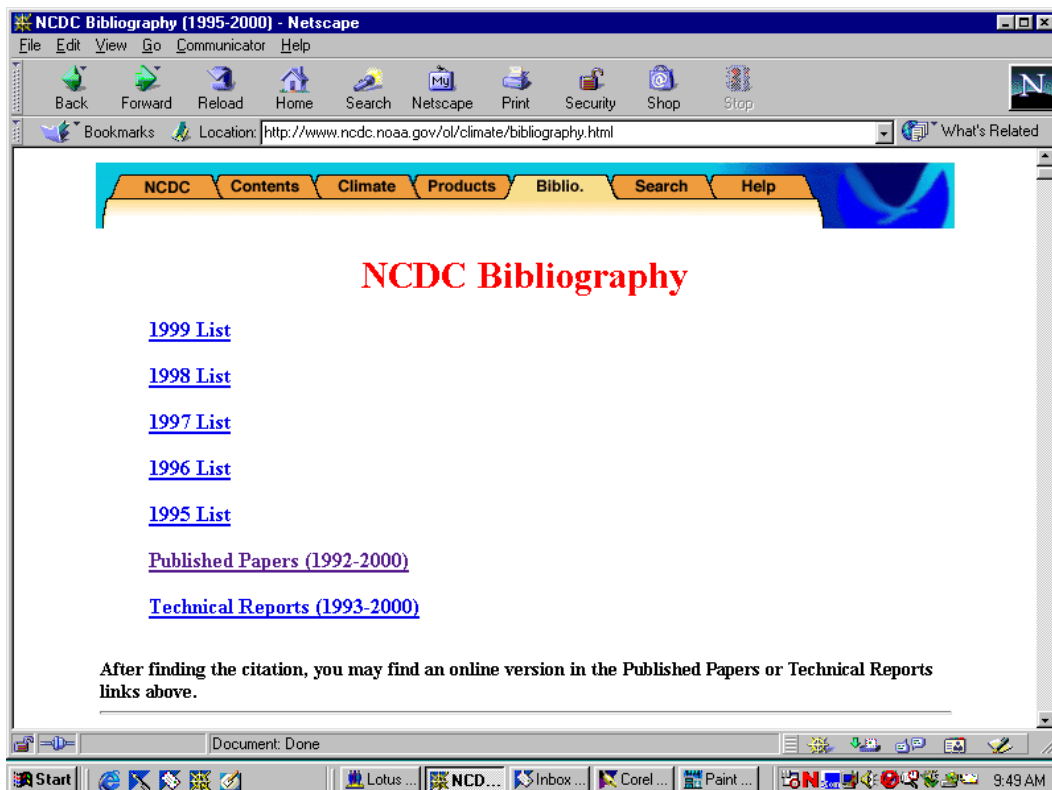 NCDC Bibliography (1995-2000) - Netscape
File Edit View Go Communicator Help
My
N
Back Forward Reload Home Search Netscape Print Security Shop Stop
Bookmarks Location: http://www.ncdc.noaa.gov/ol/climate/bibliography.html What's Related
NCDC Contents Climate Products Biblio. Search Help
NCDC Bibliography
1999 List
1998 List
1997 List
1996 List
1995 List
Published Papers (1992-2000)
Technical Reports (1993-2000)
After finding the citation, you may find an online version in the Published Papers or Technical Reports
links above.
Document: Done
Start Lotus ... NCD... Inbox ... Corel ... Paint ... N 9:49 AM